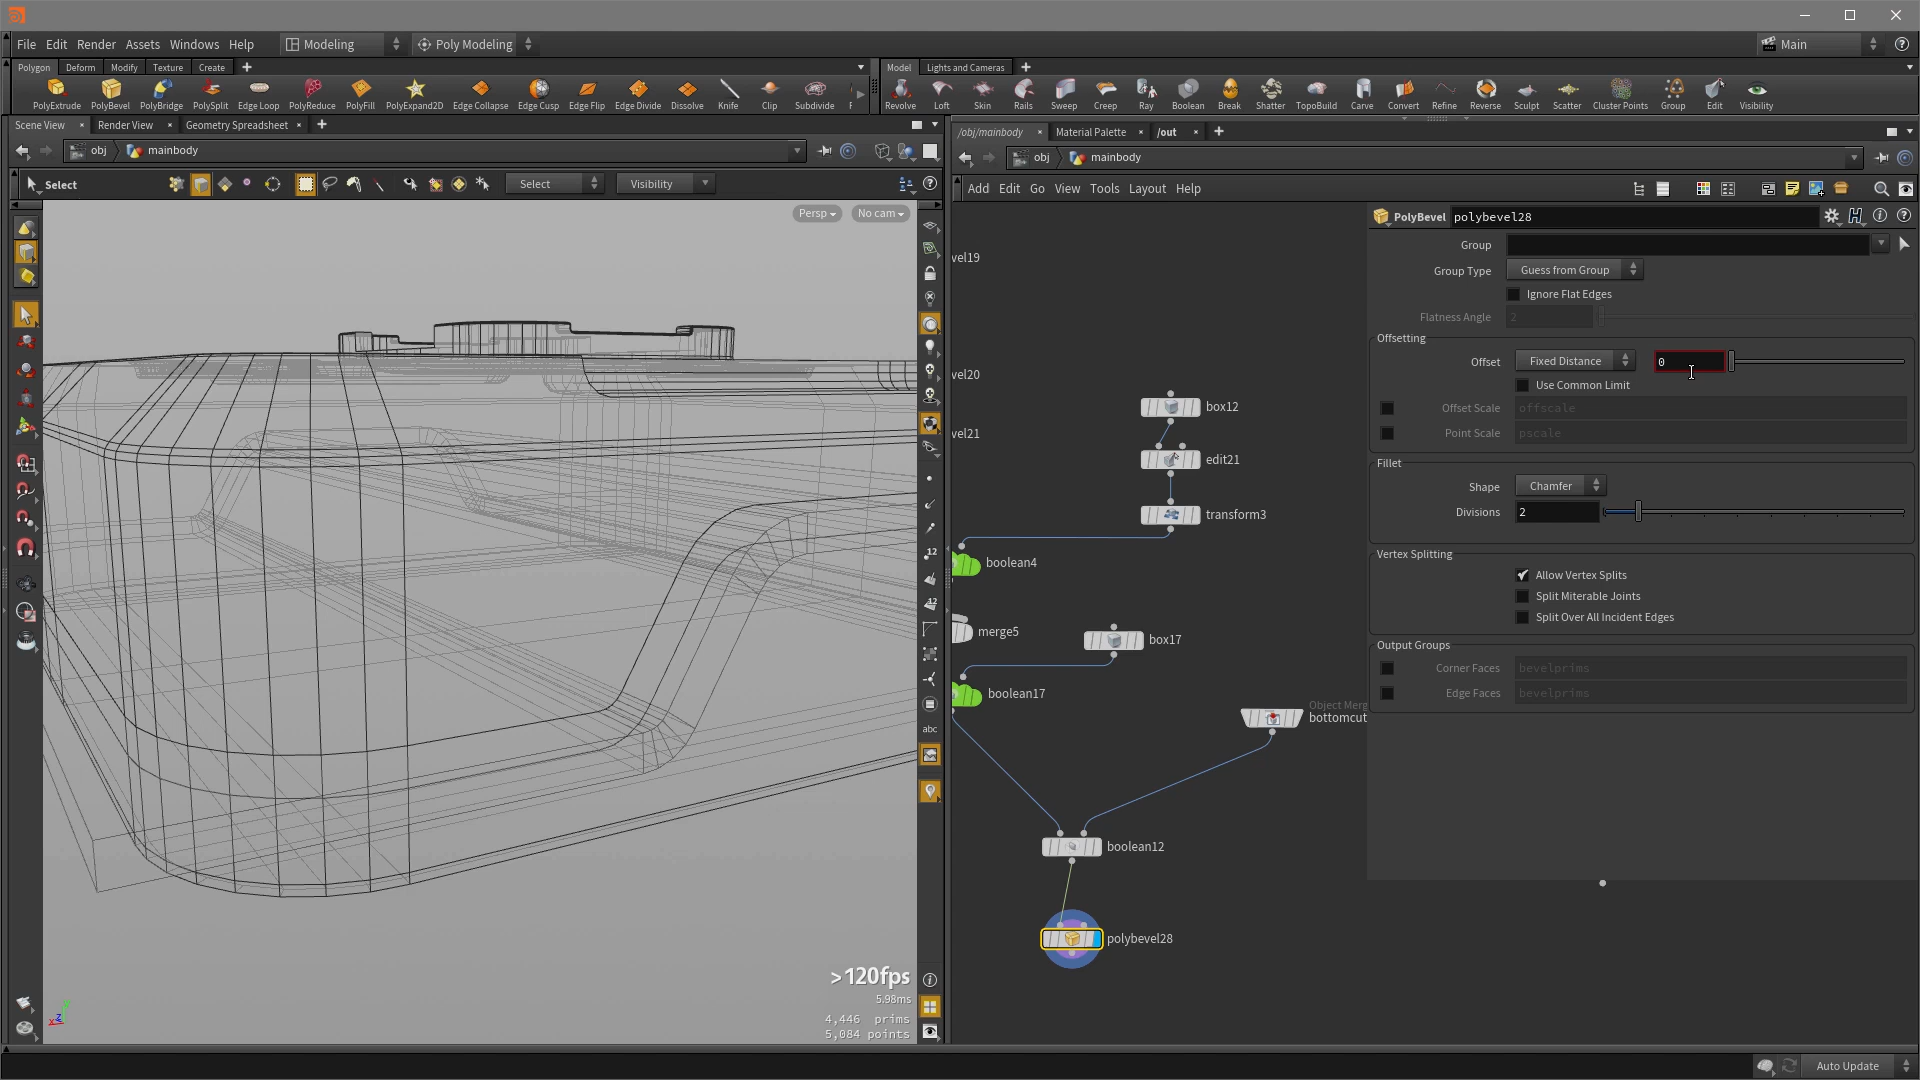 File Edit Render Assets Windows Help Modeling Poly Modeling Main
Polygon Deform Modify Texture Create
PolyExtrude PolyBevel PolyBridge PolySplit Edge Loop PolyReduce PolyFill PolyExpand2D Edge Collapse Edge Cusp Edge Flip Edge Divide Dissolve Knife Clip Subdivide
Model Lights and Cameras
Revolve Loft Skin Rails Sweep Creep Ray Boolean Break Shatter TopoBuild Carve Convert Refine Reverse Sculpt Scatter Cluster Points Group Edit Visibility
Scene View Render View Geometry Spreadsheet
obj mainbody
Select Select Visibility
Persp No cam
12
12
abc
>120fps
5.98ms
4,446 prims
5,084 points
/obj/mainbody Material Palette /out
obj mainbody
Add Edit Go View Tools Layout Help
vel19
vel20
vel21
box12
edit21
transform3
boolean4
merge5
box17
boolean17
Object Merg
bottomcut
boolean12
polybevel28
PolyBevel polybevel28
Group
Group Type Guess from Group
Ignore Flat Edges
Flatness Angle 2
Offsetting
Offset Fixed Distance 0
Use Common Limit
Offset Scale offscale
Point Scale pscale
Fillet
Shape Chamfer
Divisions 2
Vertex Splitting
Allow Vertex Splits
Split Miterable Joints
Split Over All Incident Edges
Output Groups
Corner Faces bevelprims
Edge Faces bevelprims
Auto Update